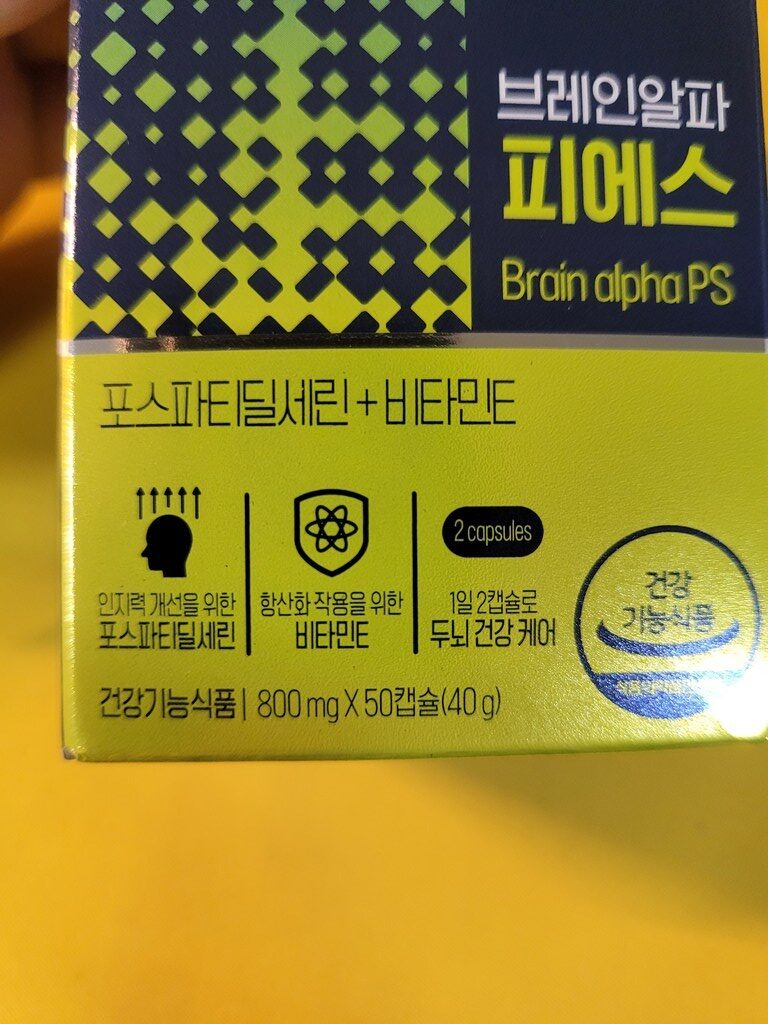 브레인알파
피에스
Brain alpha PS
포스파티딜세린+비타민E
인지력 개선을 위한
포스파티딜세린
항산화 작용을 위한
비타민E
2 capsules
1일 2캡슐로
두뇌 건강 케어
건강
기능식품
건강기능식품 | 800 mg X 50캡슐(40 g)